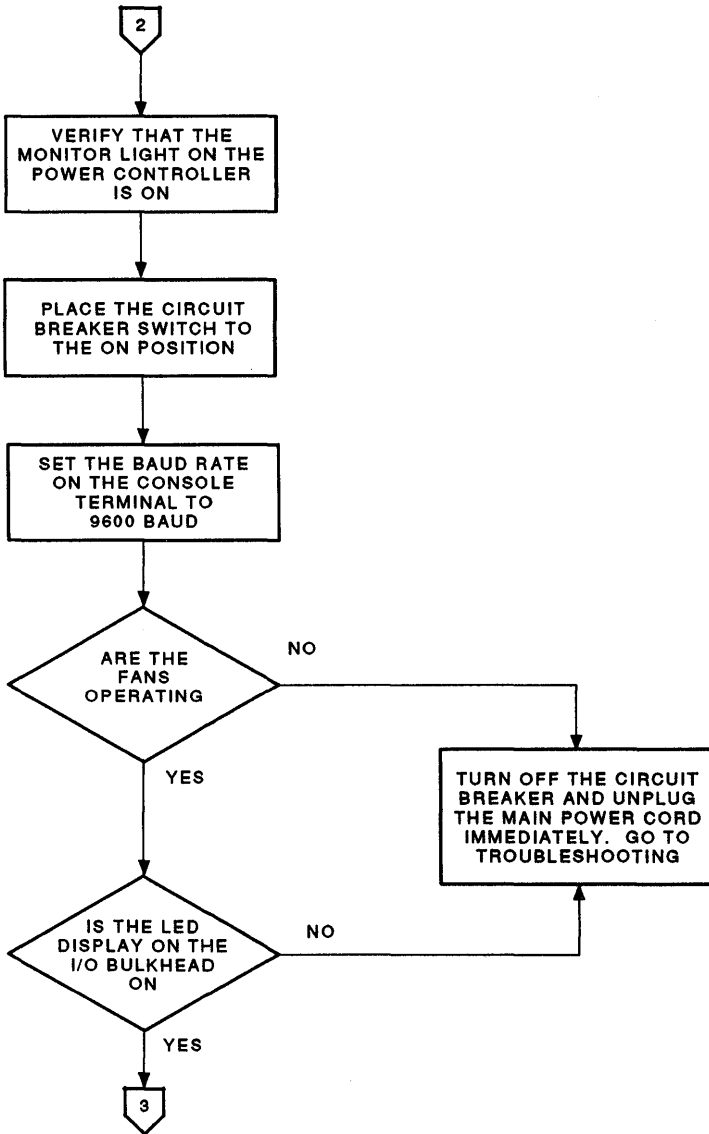 2
VERIFY THAT THE
MONITOR LIGHT ON THE
POWER CONTROLLER
IS ON
PLACE THE CIRCUIT
BREAKER SWITCH TO
THE ON POSITION
SET THE BAUD RATE
ON THE CONSOLE
TERMINAL TO
9600 BAUD
ARE THE
FANS
OPERATING
NO
YES
TURN OFF THE CIRCUIT
BREAKER AND UNPLUG
THE MAIN POWER CORD
IMMEDIATELY. GO TO
TROUBLESHOOTING
IS THE LED
DISPLAY ON THE
I/O BULKHEAD
ON
NO
YES
3